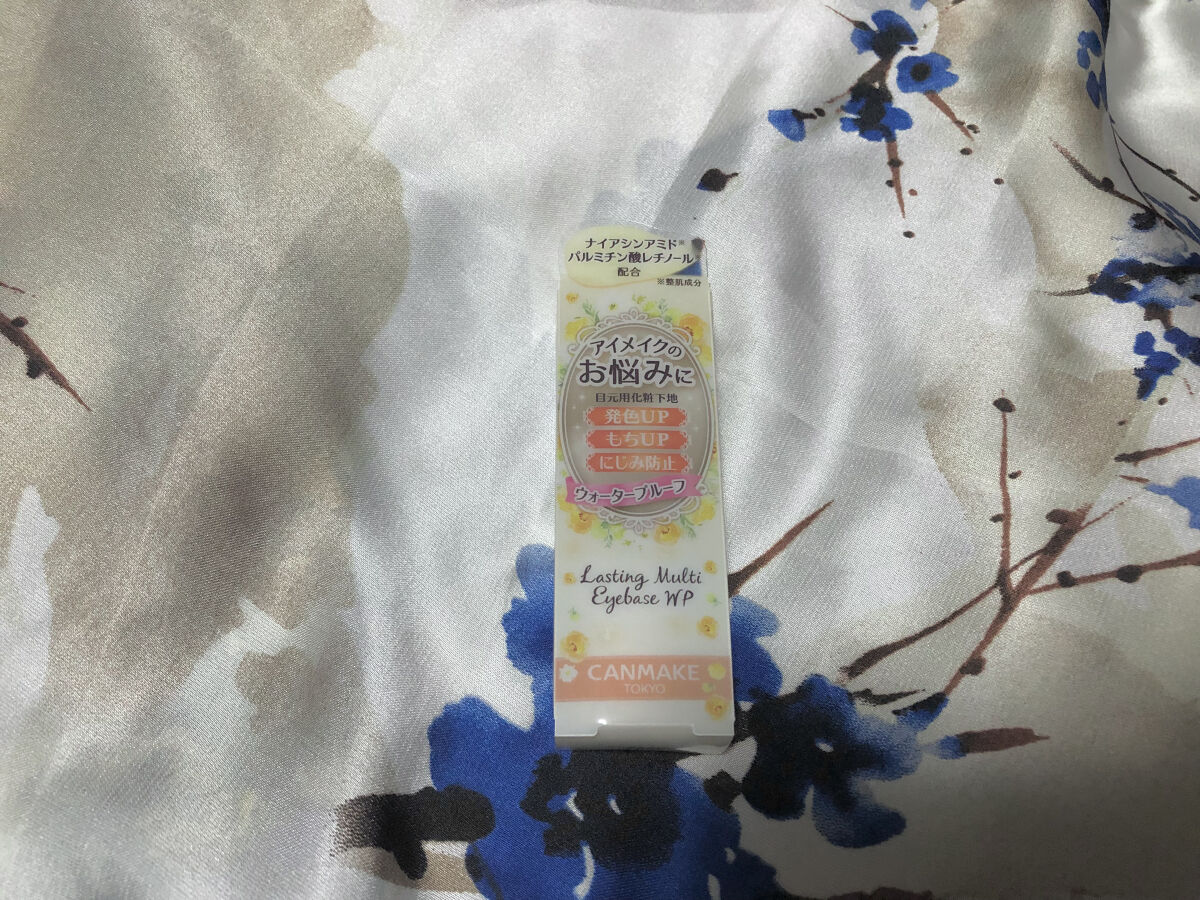 ナイアシンアミド※
パルミチン酸レチノール※
配合
※整肌成分
アイメイクの
お悩みに
目元用化粧下地
発色UP
もちUP
にじみ防止
ウォータープルーフ
Lasting Multi
Eyebase WP
CANMAKE
TOKYO